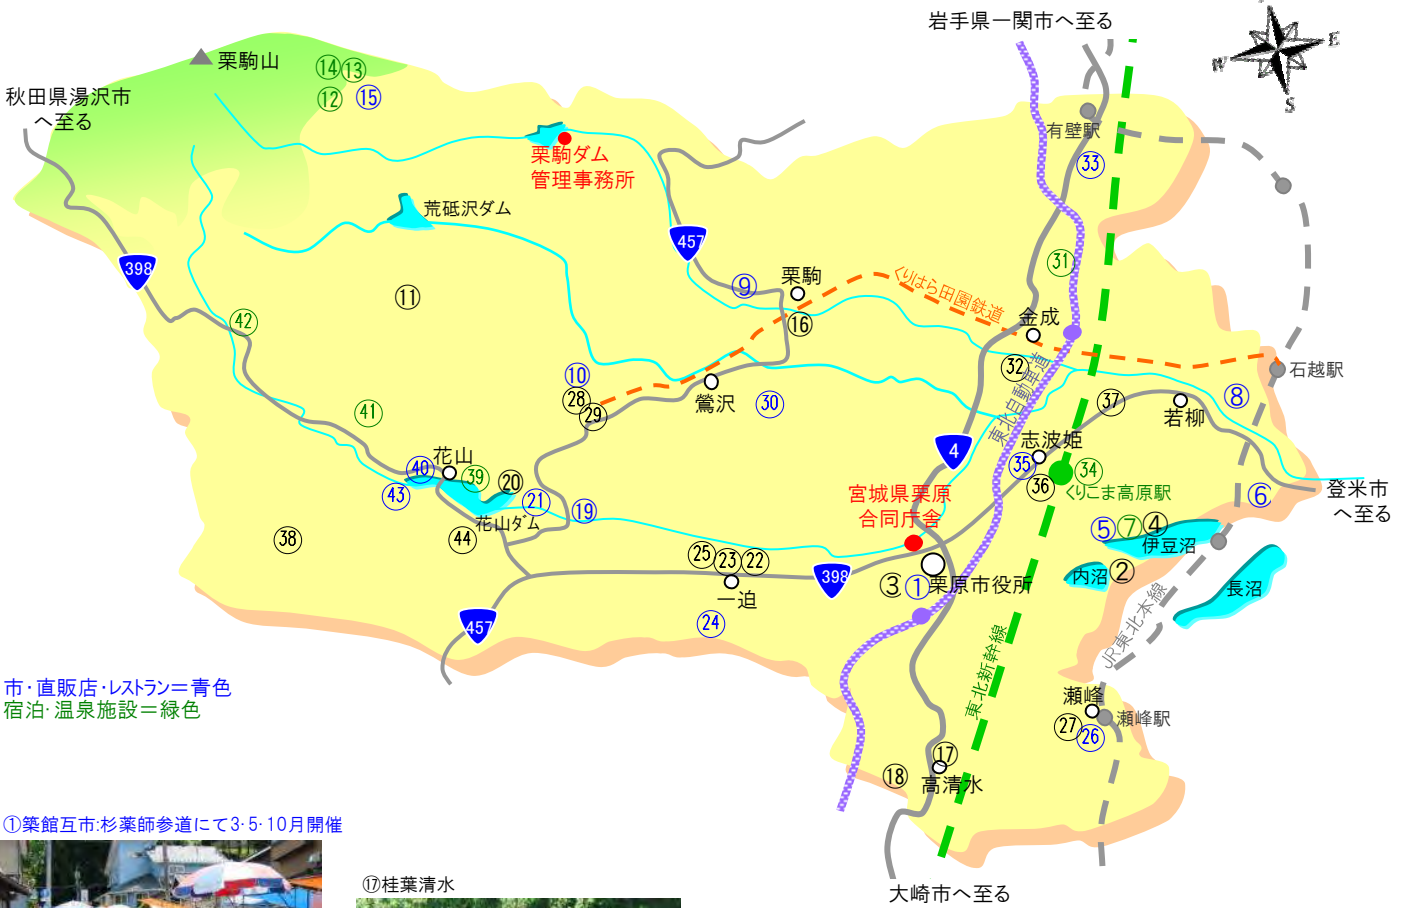 岩手県一関市へ至る
N
E
W
S
栗駒山
⑭ ⑬
⑫ ⑮
秋田県湯沢市
へ至る
有壁駅
栗駒ダム
管理事務所
㉝
荒砥沢ダム
457
398
㉛
⑨
栗駒
くりはら田園鉄道
⑪
⑯
金成
㊷
㉜
石越駅
⑩
㉘
㉙
鶯沢
㉚
東北自動車道
㊲
⑧
若柳
㊶
4
志波姫
㉟
㊱
㉞
くりこま高原駅
花山
㊵
㊴
⑳
㊸
㉑
⑲
花山ダム
宮城県栗原
合同庁舎
⑥
登米市
へ至る
⑤ ⑦ ④
伊豆沼
㊳
㊹
㉕ ㉓ ㉒
一迫
398
③ ①
栗原市役所
内沼
②
長沼
457
㉔
JR東北本線
東北新幹線
市・直販店・レストラン=青色
宿泊・温泉施設=緑色
瀬峰
瀬峰駅
㉗
㉖
⑰
⑱
高清水
①築館互市:杉薬師参道にて3・5・10月開催
⑰桂葉清水
大崎市へ至る